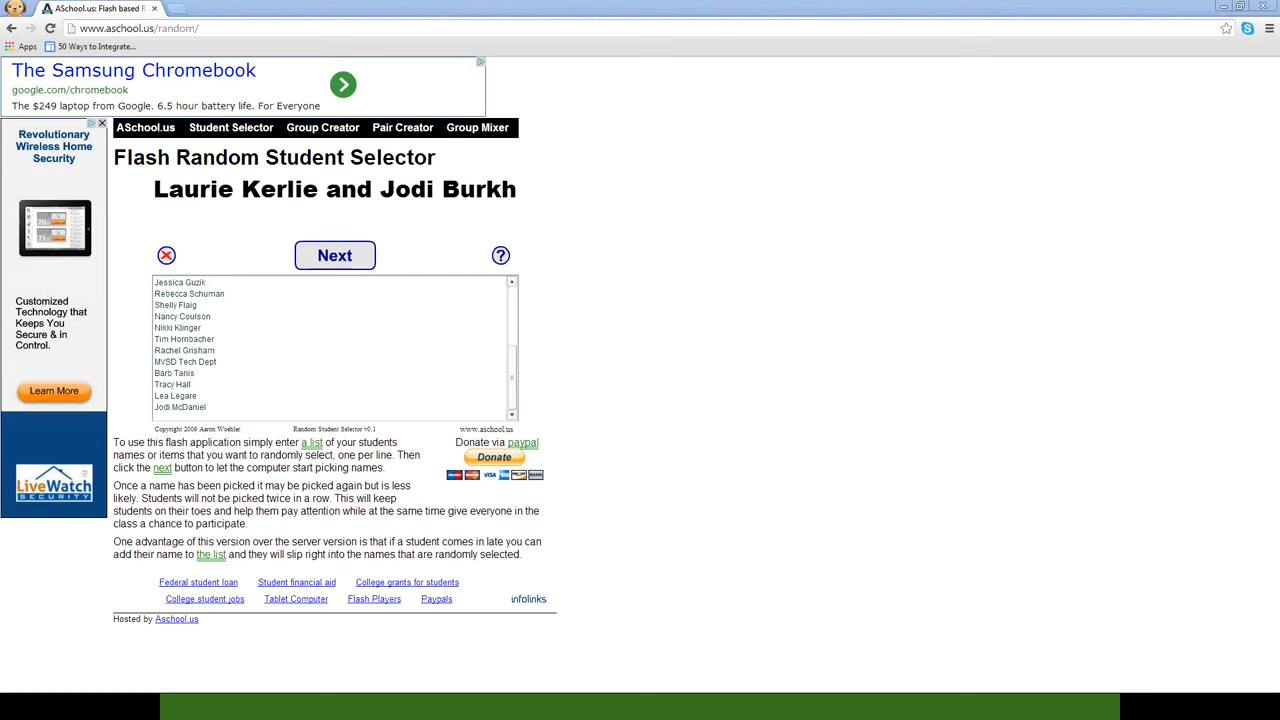 ASchool.us: Flash based R
www.aschool.us/random/
Apps
50 Ways to Integrate...
The Samsung Chromebook
google.com/chromebook
The $249 laptop from Google. 6.5 hour battery life. For Everyone
Revolutionary
Wireless Home
Security
Customized
Technology that
Keeps You
Secure & in
Control.
Learn More
LiveWatch
SECURITY
ASchool.us Student Selector Group Creator Pair Creator Group Mixer
Flash Random Student Selector
Laurie Kerlie and Jodi Burkh
Next
?
Jessica Guzik
Rebecca Schuman
Shelly Flaig
Nancy Coulson
Nikki Klinger
Tim Hornbacher
Rachel Grisham
MVSD Tech Dept
Barb Tanis
Tracy Hall
Lea Legare
Jodi McDaniel
Copyright 2009 Aaron Woehler Random Student Selector v0.1 www.aschool.us
To use this flash application simply enter a list of your students
names or items that you want to randomly select, one per line. Then
click the next button to let the computer start picking names.
Donate via paypal
Donate
VISA
Once a name has been picked it may be picked again but is less
likely. Students will not be picked twice in a row. This will keep
students on their toes and help them pay attention while at the same time give everyone in the
class a chance to participate.
One advantage of this version over the server version is that if a student comes in late you can
add their name to the list and they will slip right into the names that are randomly selected.
Federal student loan Student financial aid College grants for students
College student jobs Tablet Computer Flash Players Paypals infolinks
Hosted by Aschool.us